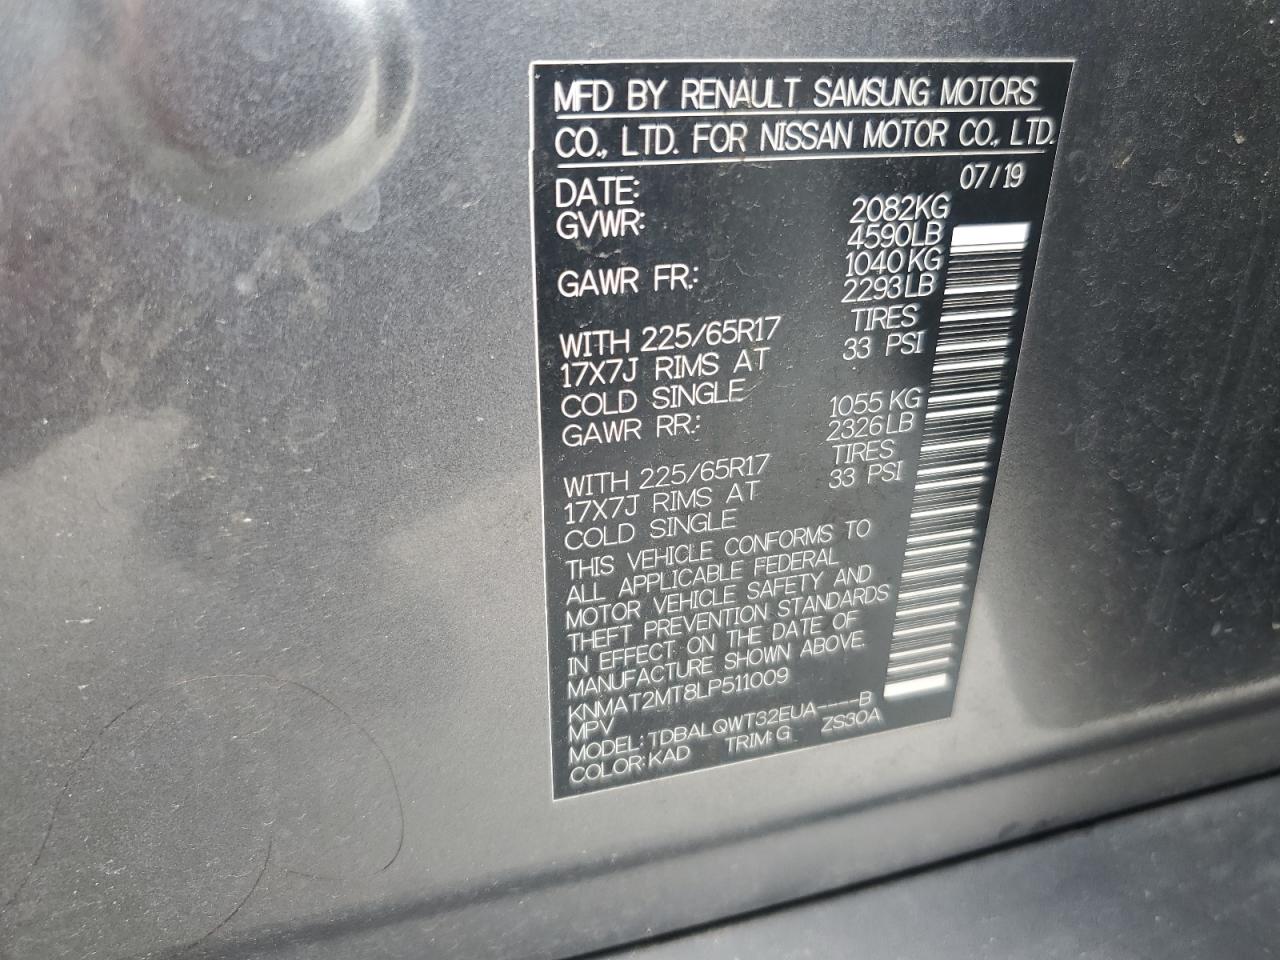 MFD BY RENAULT SAMSUNG MOTORS
CO., LTD. FOR NISSAN MOTOR CO., LTD.
DATE: 07/19
GVWR: 2082KG
4590LB
GAWR FR.: 1040KG
2293LB
WITH 225/65R17 TIRES
17X7J RIMS AT 33 PSI
COLD SINGLE
GAWR RR.: 1055 KG
2326LB
WITH 225/65R17 TIRES
17X7J RIMS AT 33 PSI
COLD SINGLE
THIS VEHICLE CONFORMS TO
ALL APPLICABLE FEDERAL
MOTOR VEHICLE SAFETY AND
THEFT PREVENTION STANDARDS
IN EFFECT ON THE DATE OF
MANUFACTURE SHOWN ABOVE.
KNMAT2MT8LP511009
MPV
MODEL: TDBALQWT32EUA----B
COLOR: KAD TRIM: G ZS30A